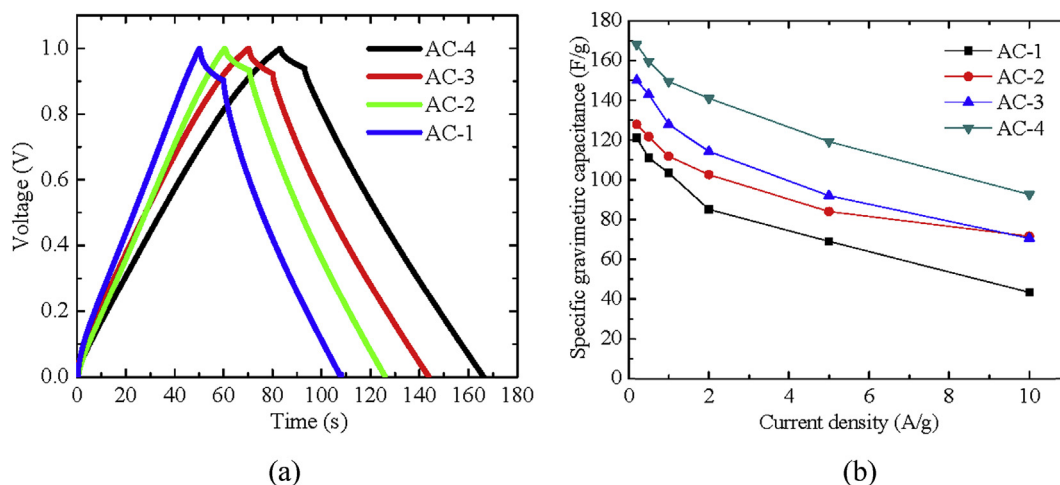 1.0
0.8
0.6
0.4
0.2
0.0
Voltage (V)
AC-4
AC-3
AC-2
AC-1
0 20 40 60 80 100 120 140 160 180
Time (s)
(a)
180
160
140
120
100
80
60
40
20
0
Specific gravimetirc capacitance (F/g)
AC-1
AC-2
AC-3
AC-4
0 2 4 6 8 10
Current density (A/g)
(b)